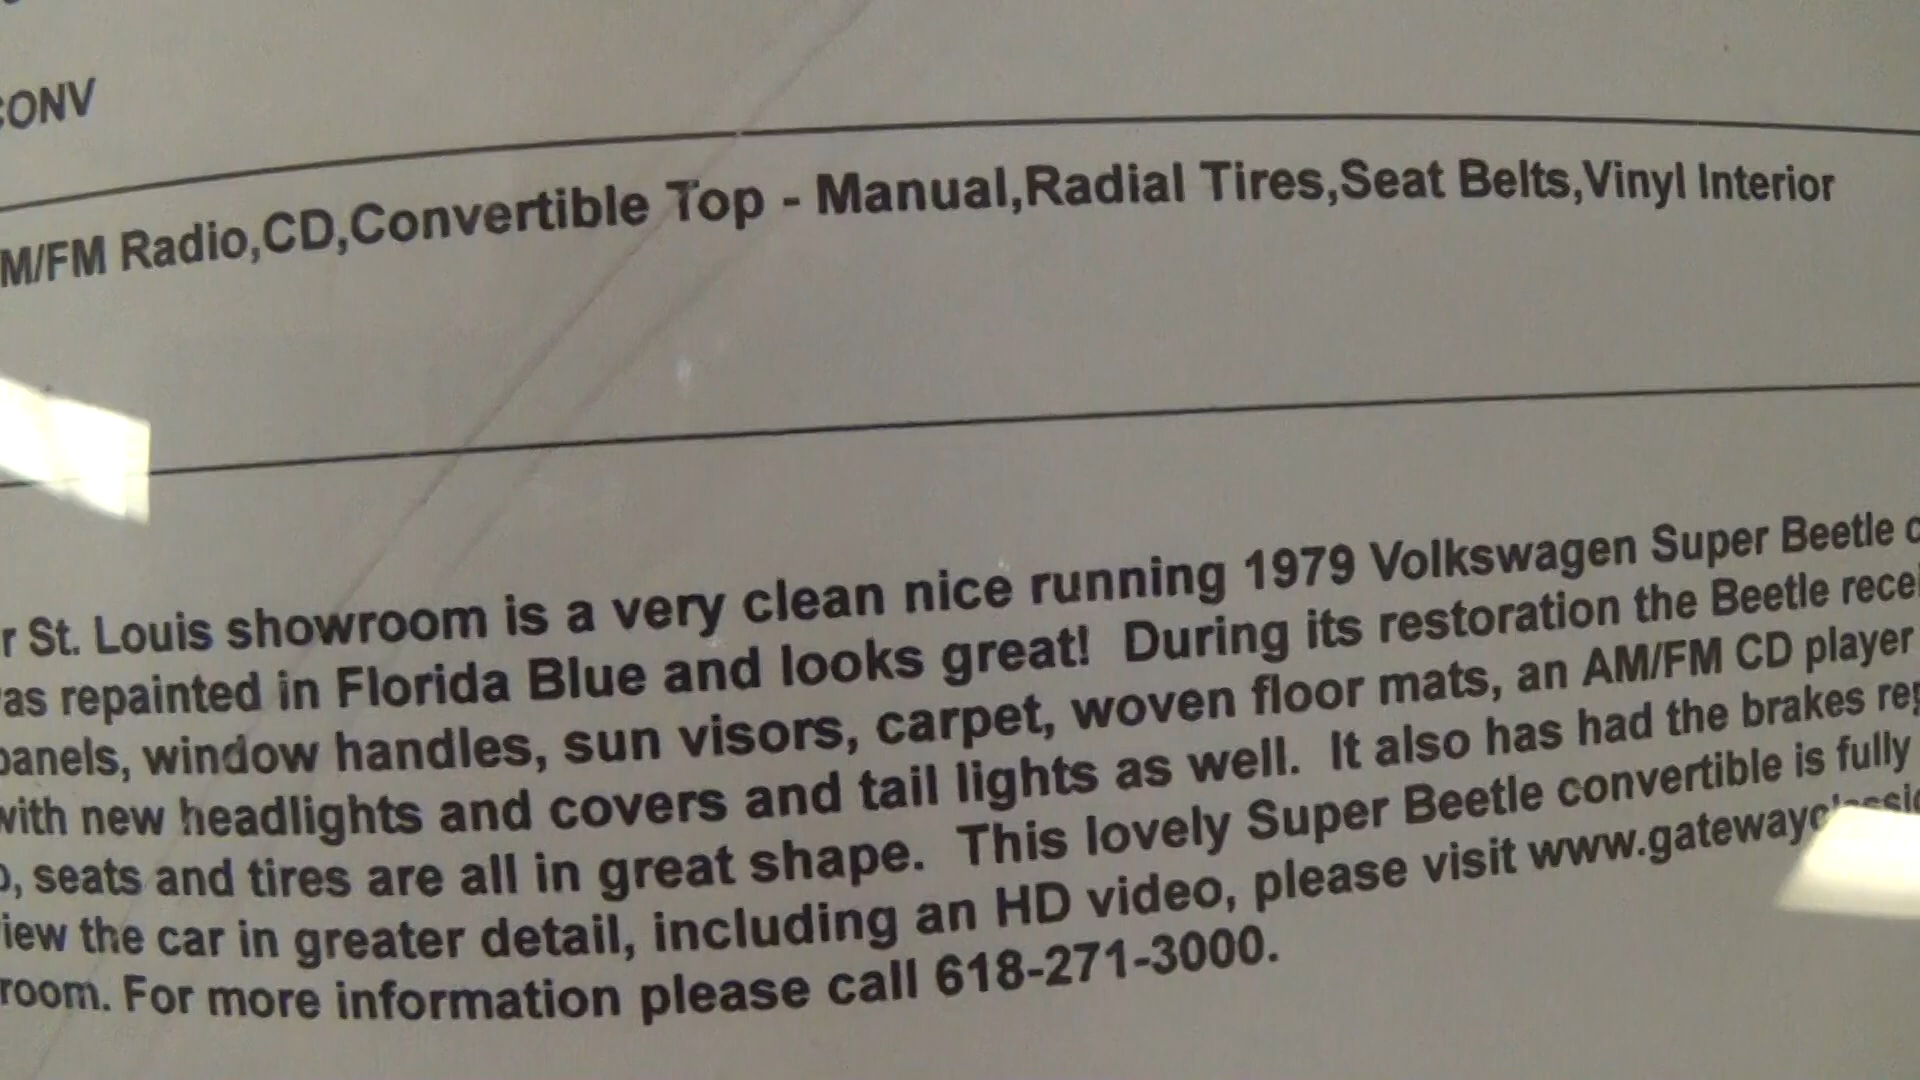 CONV
M/FM Radio,CD,Convertible Top - Manual,Radial Tires,Seat Belts,Vinyl Interior
r St. Louis showroom is a very clean nice running 1979 Volkswagen Super Beetle c
as repainted in Florida Blue and looks great! During its restoration the Beetle recei
panels, window handles, sun visors, carpet, woven floor mats, an AM/FM CD player
with new headlights and covers and tail lights as well. It also has had the brakes rep
, seats and tires are all in great shape. This lovely Super Beetle convertible is fully
iew the car in greater detail, including an HD video, please visit www.gatewayclassic
room. For more information please call 618-271-3000.